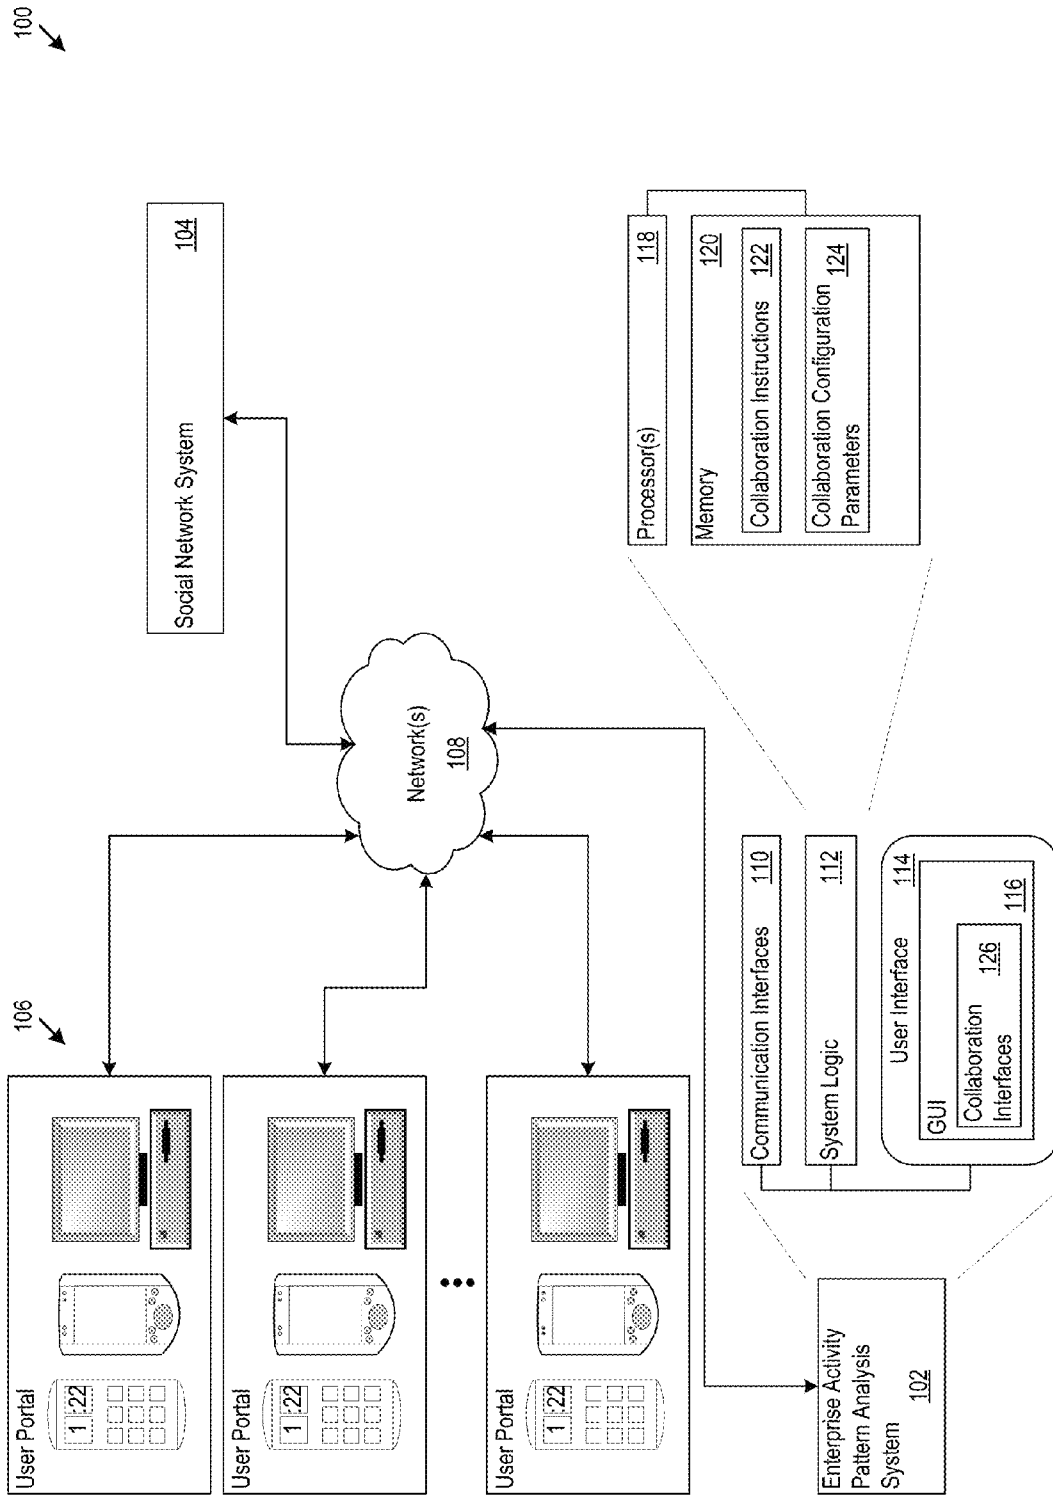 100
106
User Portal
1 :22
User Portal
1 :22
User Portal
1 :22
Social Network System
104
Network(s)
108
Enterprise Activity
Pattern Analysis
System
102
Communication Interfaces
110
System Logic
112
User Interface
114
GUI
116
Collaboration
Interfaces
126
Processor(s)
118
Memory
120
Collaboration Instructions
122
Collaboration Configuration
Parameters
124